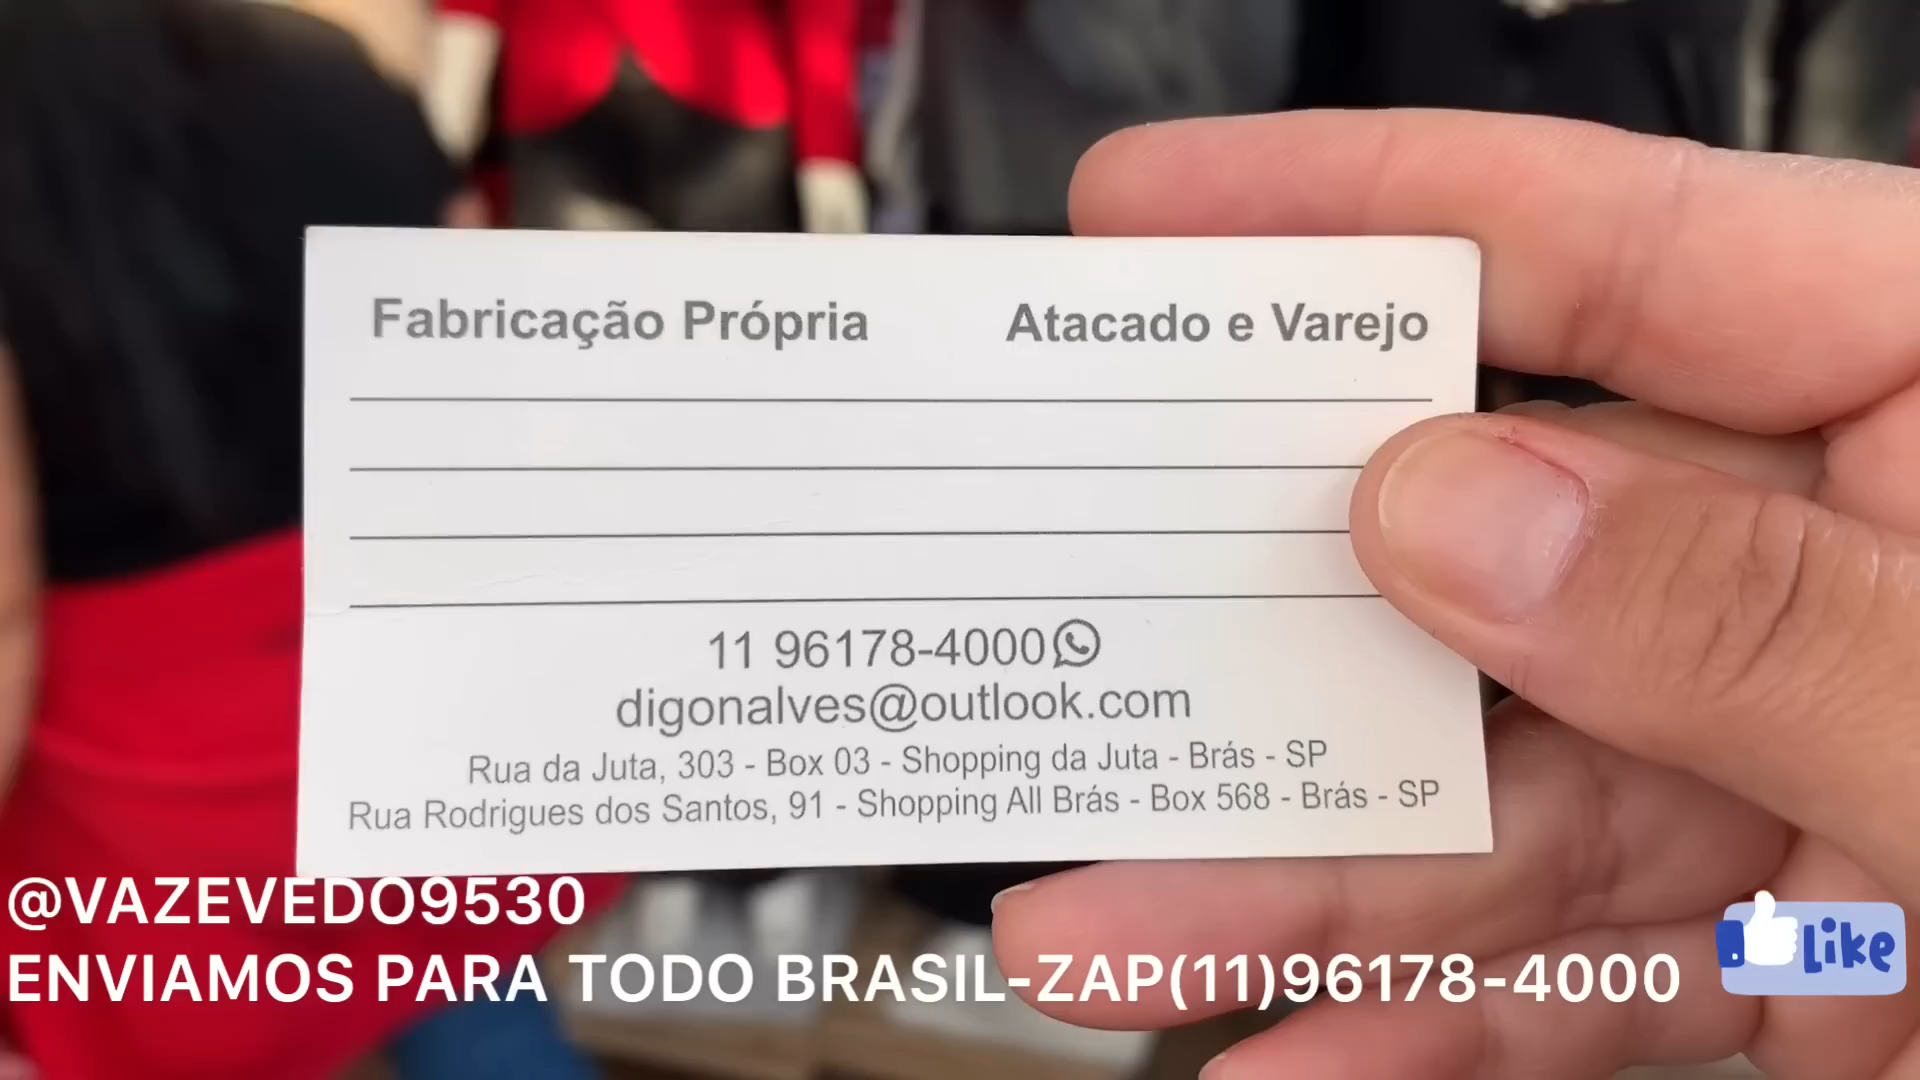 Fabricação Própria Atacado e Varejo
11 96178-4000
digonalves@outlook.com
Rua da Juta, 303 - Box 03 - Shopping da Juta - Brás - SP
Rua Rodrigues dos Santos, 91 - Shopping All Brás - Box 568 - Brás - SP
@VAZEVEDO9530
ENVIAMOS PARA TODO BRASIL-ZAP(11)96178-4000
Like